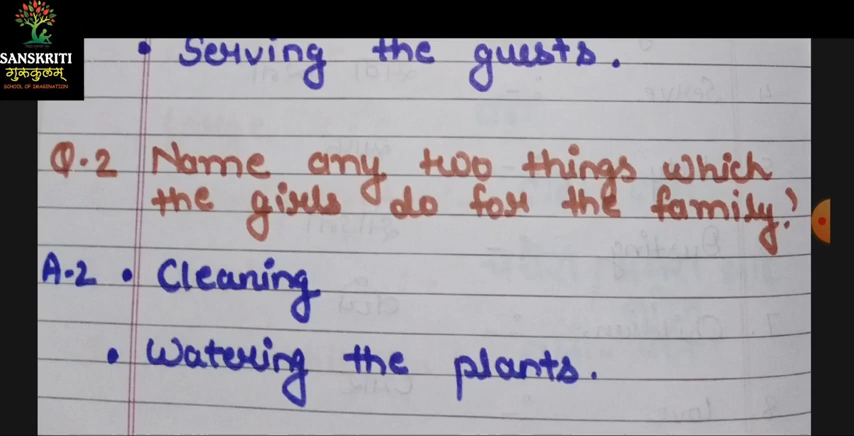 SANSKRITI
गुरुकुलम्
SCHOOL OF IMAGINATION
• Serving the guests.
Q.2 Name any two things which
the girls do for the family?
A.2 • Cleaning
• Watering the plants.